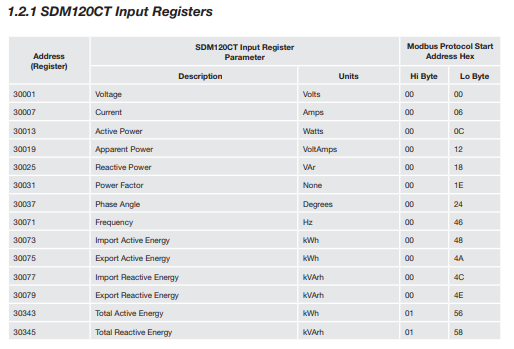 1.2.1 SDM120CT Input Registers
Address
(Register)
SDM120CT Input Register
Parameter
Modbus Protocol Start
Address Hex
Description Units Hi Byte Lo Byte
30001 Voltage Volts 00 00
30007 Current Amps 00 06
30013 Active Power Watts 00 0C
30019 Apparent Power VoltAmps 00 12
30025 Reactive Power VAr 00 18
30031 Power Factor None 00 1E
30037 Phase Angle Degrees 00 24
30071 Frequency Hz 00 46
30073 Import Active Energy kWh 00 48
30075 Export Active Energy kWh 00 4A
30077 Import Reactive Energy kVArh 00 4C
30079 Export Reactive Energy kVArh 00 4E
30343 Total Active Energy kWh 01 56
30345 Total Reactive Energy kVArh 01 58